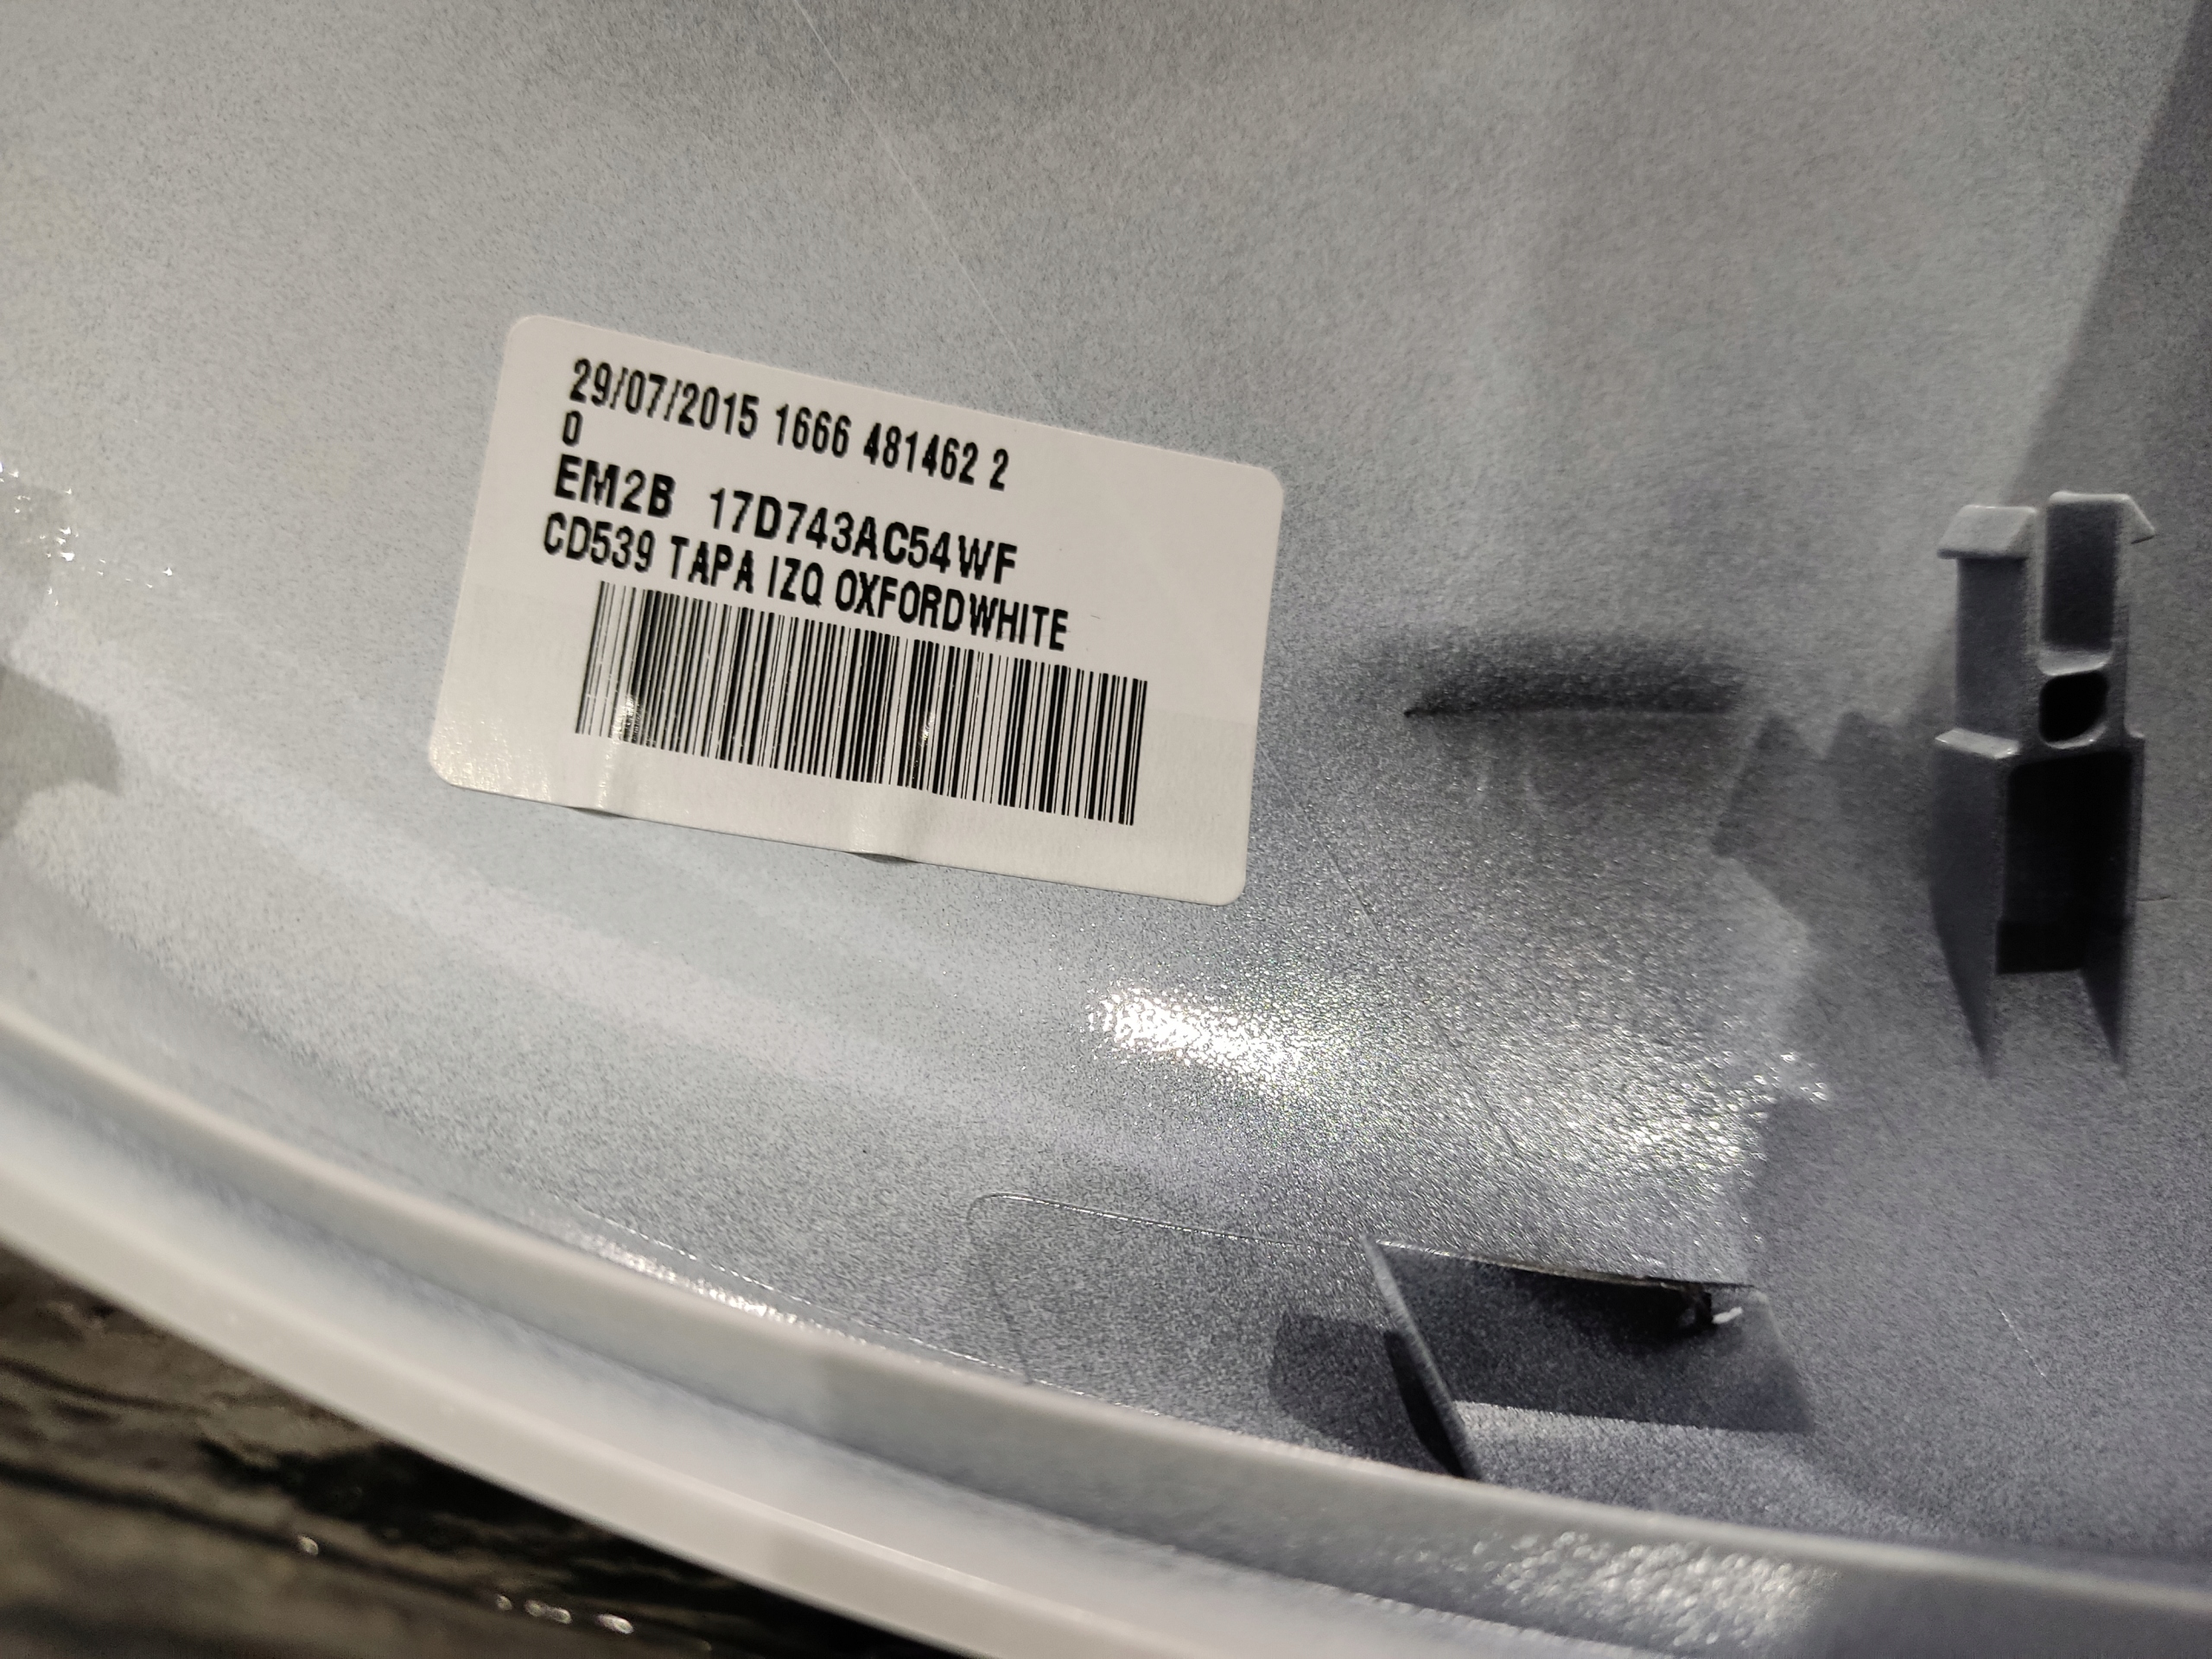 29/07/2015 1666 481462 2
0
EM2B 17D743AC54WF
CD539 TAPA IZQ OXFORDWHITE